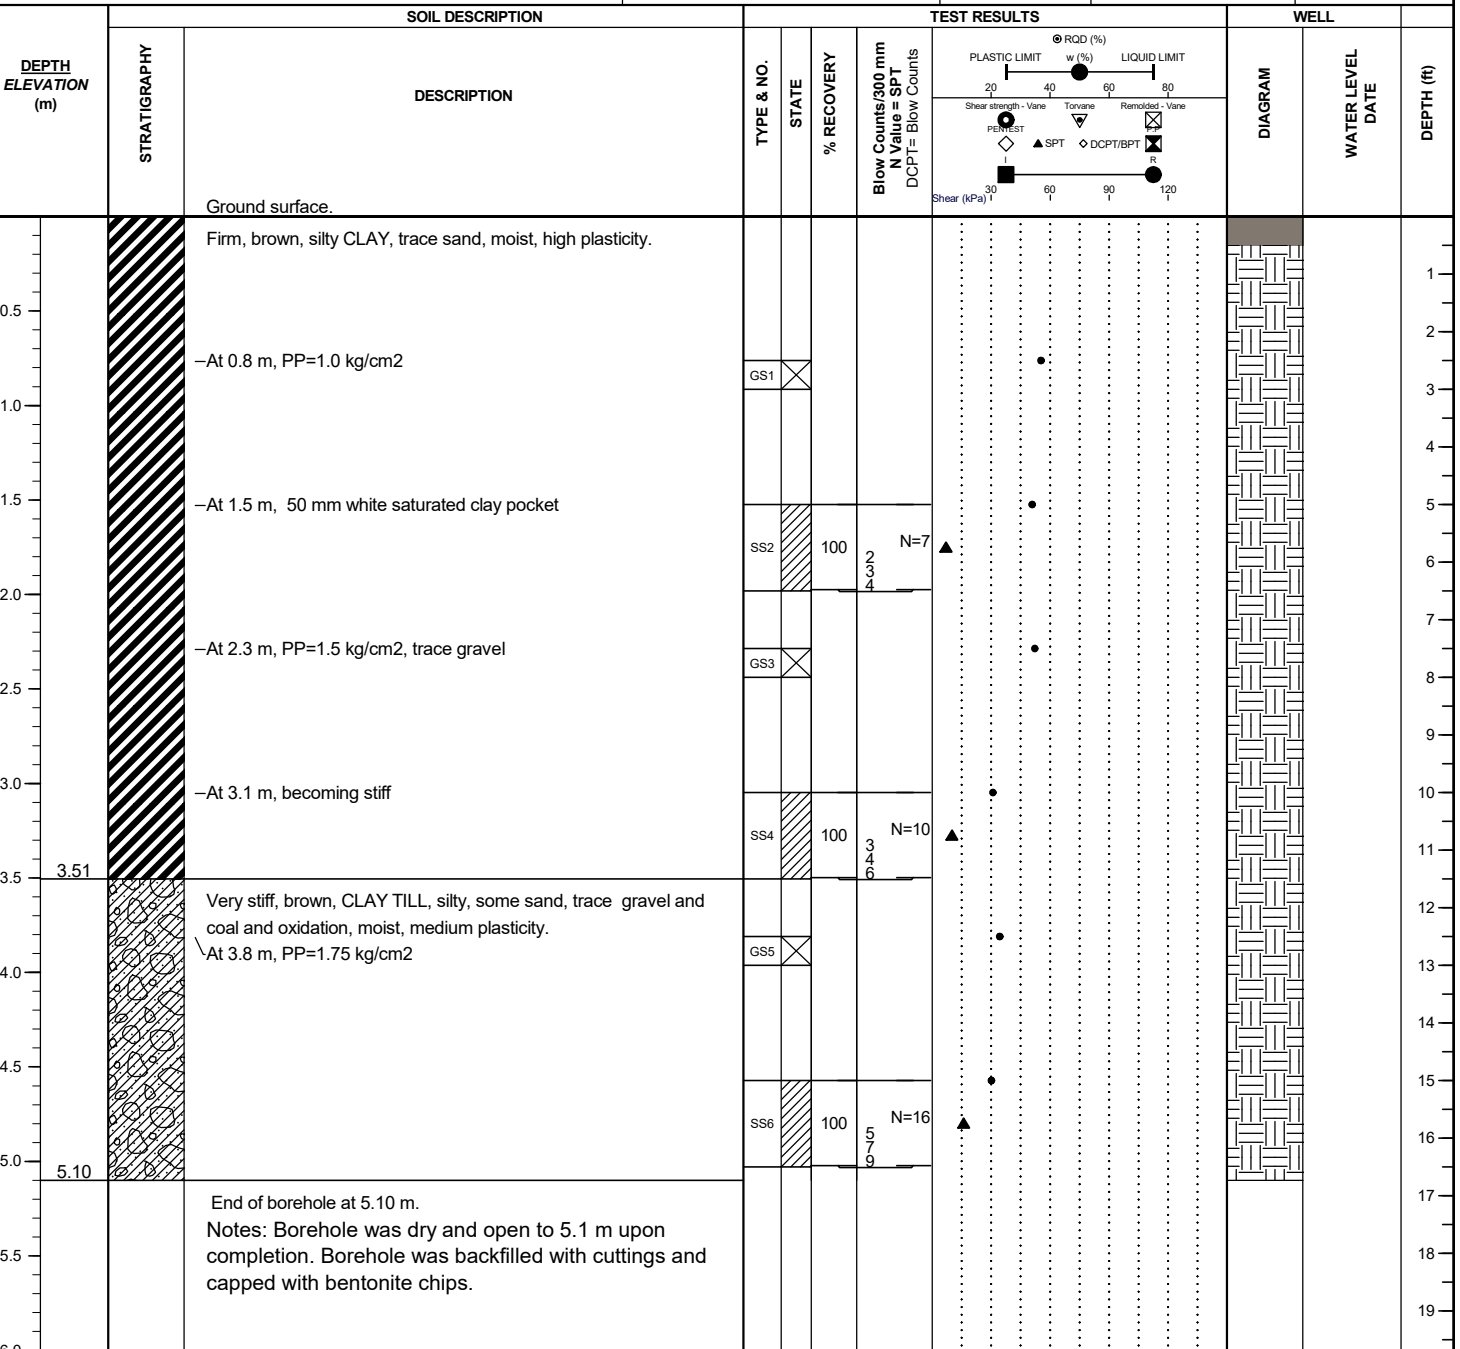 SOIL DESCRIPTION
TEST RESULTS
WELL
DEPTH
ELEVATION
(m)
STRATIGRAPHY
DESCRIPTION
TYPE & NO.
STATE
% RECOVERY
Blow Counts/300 mm
N Value = SPT
DCPT= Blow Counts
RQD (%)
PLASTIC LIMIT w (%) LIQUID LIMIT
20 40 60 80
Shear strength - Vane Torvane Remolded - Vane
PENTEST P.P
SPT DCPT/BPT
I R
Shear (kPa) 30 60 90 120
DIAGRAM
WATER LEVEL
DATE
DEPTH (ft)
Ground surface.
Firm, brown, silty CLAY, trace sand, moist, high plasticity.
1
0.5
2
At 0.8 m, PP=1.0 kg/cm2
GS1
3
1.0
4
1.5
At 1.5 m, 50 mm white saturated clay pocket
5
SS2 100 N=7
2
3
4
6
2.0
7
At 2.3 m, PP=1.5 kg/cm2, trace gravel
GS3
8
2.5
9
3.0
At 3.1 m, becoming stiff
10
SS4 100 N=10
3
4
6
11
3.51
3.5
Very stiff, brown, CLAY TILL, silty, some sand, trace gravel and
coal and oxidation, moist, medium plasticity.
12
At 3.8 m, PP=1.75 kg/cm2
GS5
13
4.0
14
4.5
15
SS6 100 N=16
5
7
9
16
5.0
5.10
End of borehole at 5.10 m.
17
Notes: Borehole was dry and open to 5.1 m upon
completion. Borehole was backfilled with cuttings and
capped with bentonite chips.
5.5
18
19